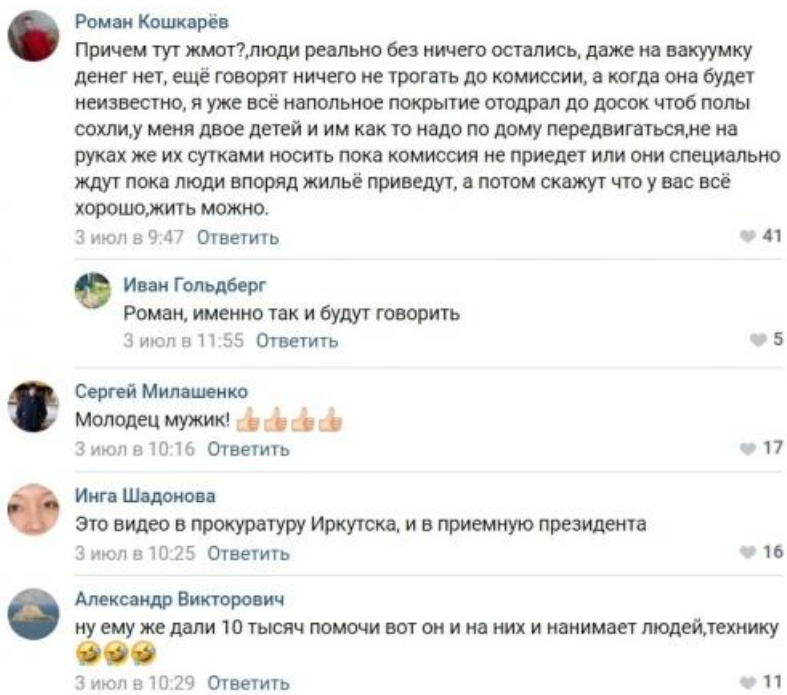 Роман Кошкарёв
Причем тут жмот?,люди реально без ничего остались, даже на вакуумку
денег нет, ещё говорят ничего не трогать до комиссии, а когда она будет
неизвестно, я уже всё напольное покрытие отодрал до досок чтоб полы
сохли,у меня двое детей и им как то надо по дому передвигаться,не на
руках же их сутками носить пока комиссия не приедет или они специально
ждут пока люди впоряд жильё приведут, а потом скажут что у вас всё
хорошо,жить можно.
3 июл в 9:47 Ответить 41
Иван Гольдберг
Роман, именно так и будут говорить
3 июл в 11:55 Ответить 5
Сергей Милашенко
Молодец мужик! 👍👍👍👍
3 июл в 10:16 Ответить 17
Инга Шадонова
Это видео в прокуратуру Иркутска, и в приемную президента
3 июл в 10:25 Ответить 16
Александр Викторович
ну ему же дали 10 тысяч помочи вот он и на них и нанимает людей,технику
🤣🤣🤣
3 июл в 10:29 Ответить 11